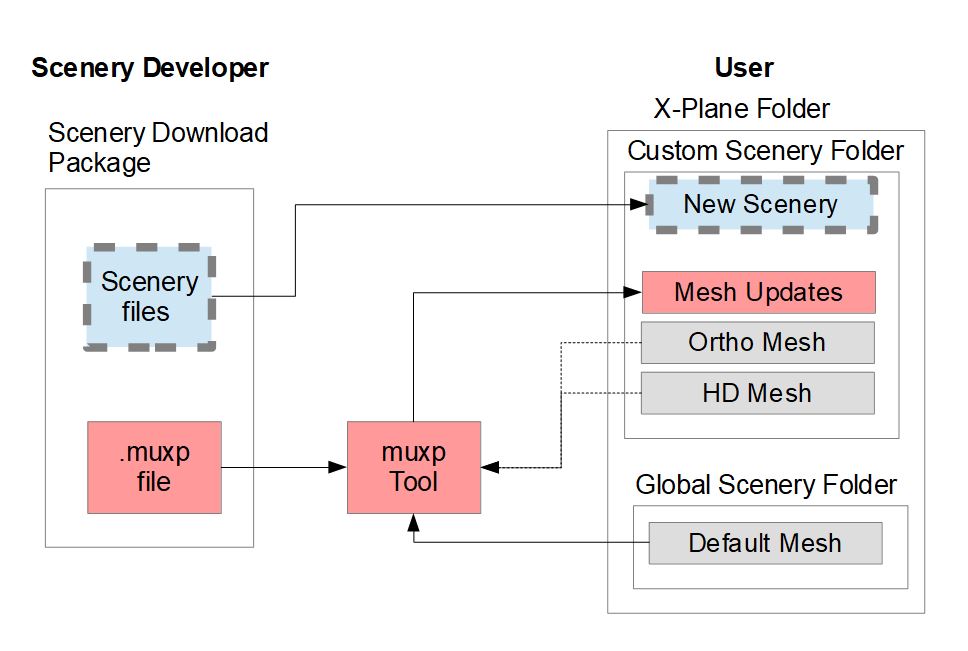 Scenery Developer
User
X-Plane Folder
Scenery Download
Package
Custom Scenery Folder
New Scenery
Scenery
files
Mesh Updates
Ortho Mesh
HD Mesh
.muxp
file
muxp
Tool
Global Scenery Folder
Default Mesh